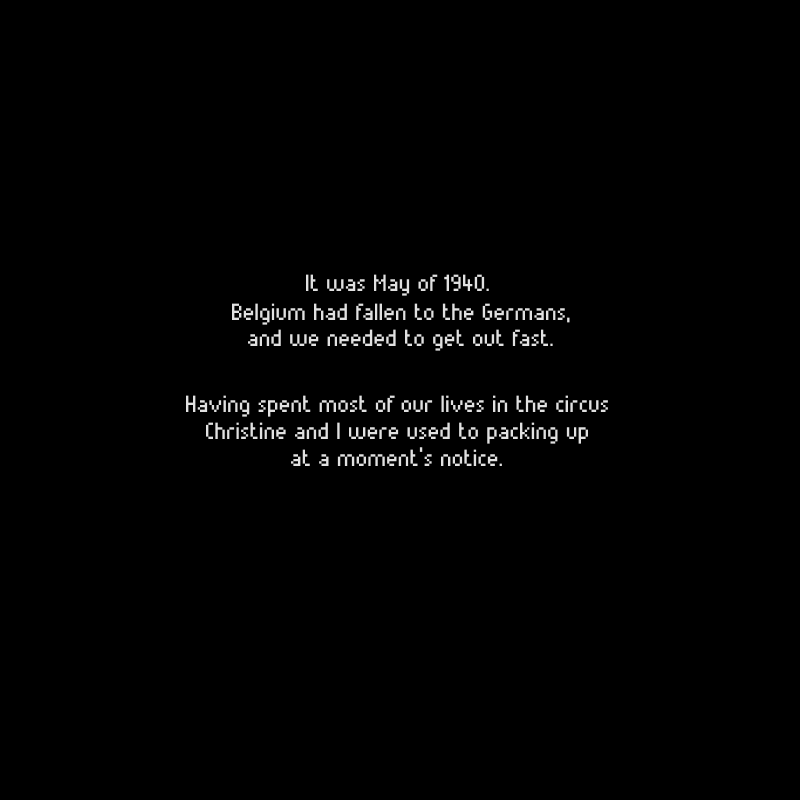 It was May of 1940.
Belgium had fallen to the Germans,
and we needed to get out fast.
Having spent most of our lives in the circus
Christine and I were used to packing up
at a moment's notice.